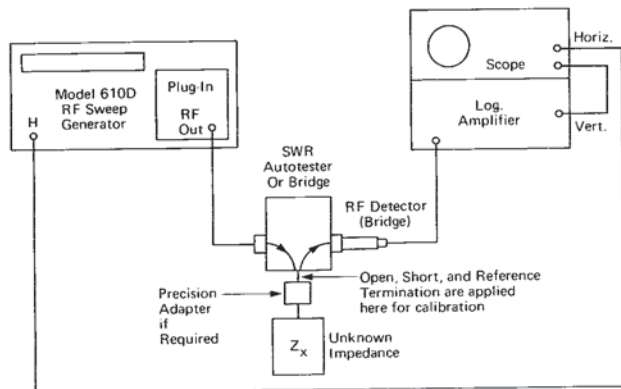 Model 610D
RF Sweep
Generator
H
Plug-In
RF
Out
Horiz.
Scope
Log.
Amplifier
Vert.
SWR
Autotester
Or Bridge
RF Detector
(Bridge)
Open, Short, and Reference
Termination are applied
here for calibration
Precision
Adapter
if
Required
Zx
Unknown
Impedance